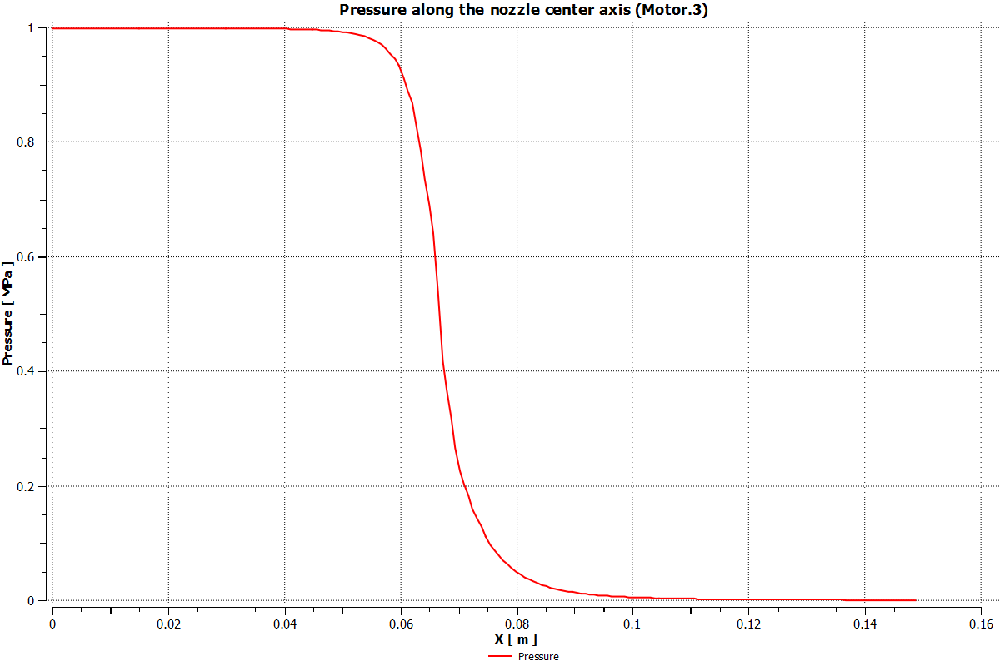 Pressure along the nozzle center axis (Motor.3)
1
0.8
0.6
0.4
0.2
0
Pressure [ MPa ]
0 0.02 0.04 0.06 0.08 0.1 0.12 0.14 0.16
X [ m ]
Pressure